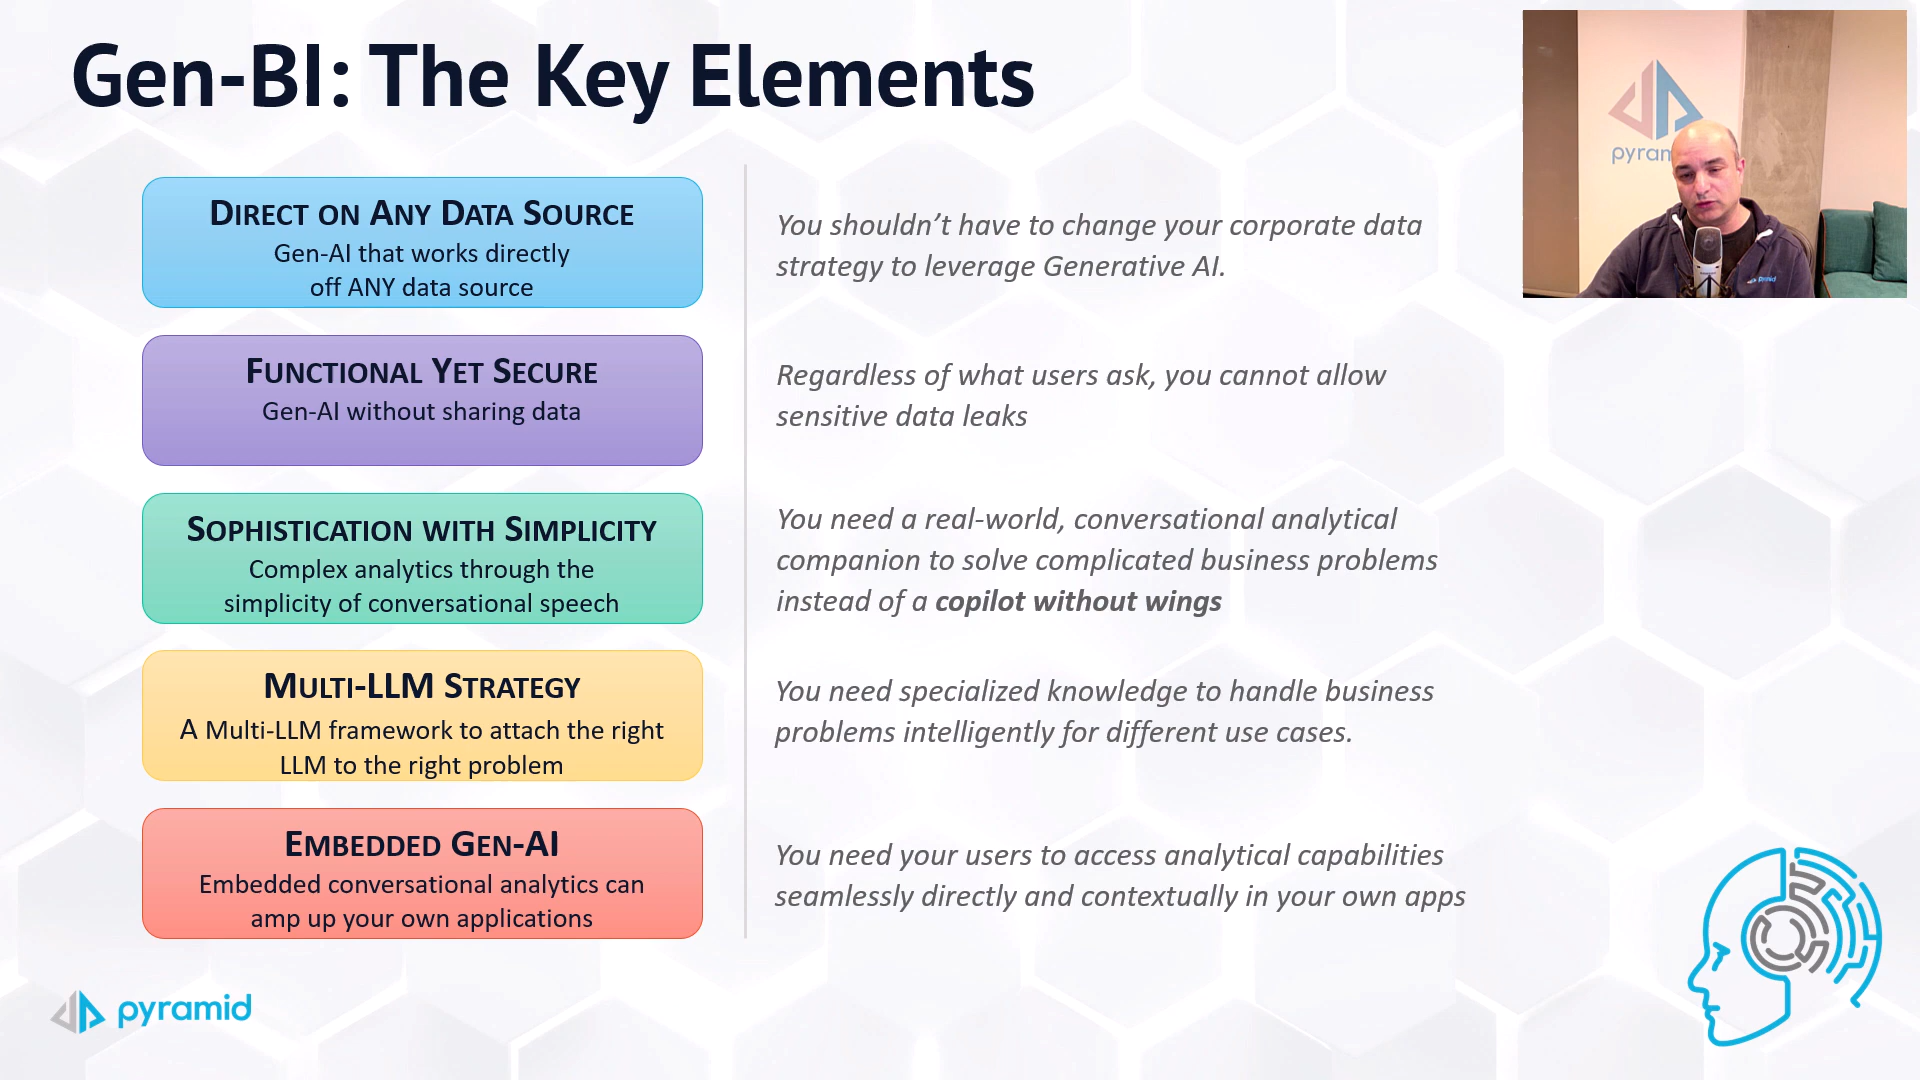 Gen-BI: The Key Elements
DIRECT ON ANY DATA SOURCE
Gen-AI that works directly
off ANY data source
You shouldn’t have to change your corporate data
strategy to leverage Generative AI.
FUNCTIONAL YET SECURE
Gen-AI without sharing data
Regardless of what users ask, you cannot allow
sensitive data leaks
SOPHISTICATION WITH SIMPLICITY
Complex analytics through the
simplicity of conversational speech
You need a real-world, conversational analytical
companion to solve complicated business problems
instead of a copilot without wings
MULTI-LLM STRATEGY
A Multi-LLM framework to attach the right
LLM to the right problem
You need specialized knowledge to handle business
problems intelligently for different use cases.
EMBEDDED GEN-AI
Embedded conversational analytics can
amp up your own applications
You need your users to access analytical capabilities
seamlessly directly and contextually in your own apps
pyramid